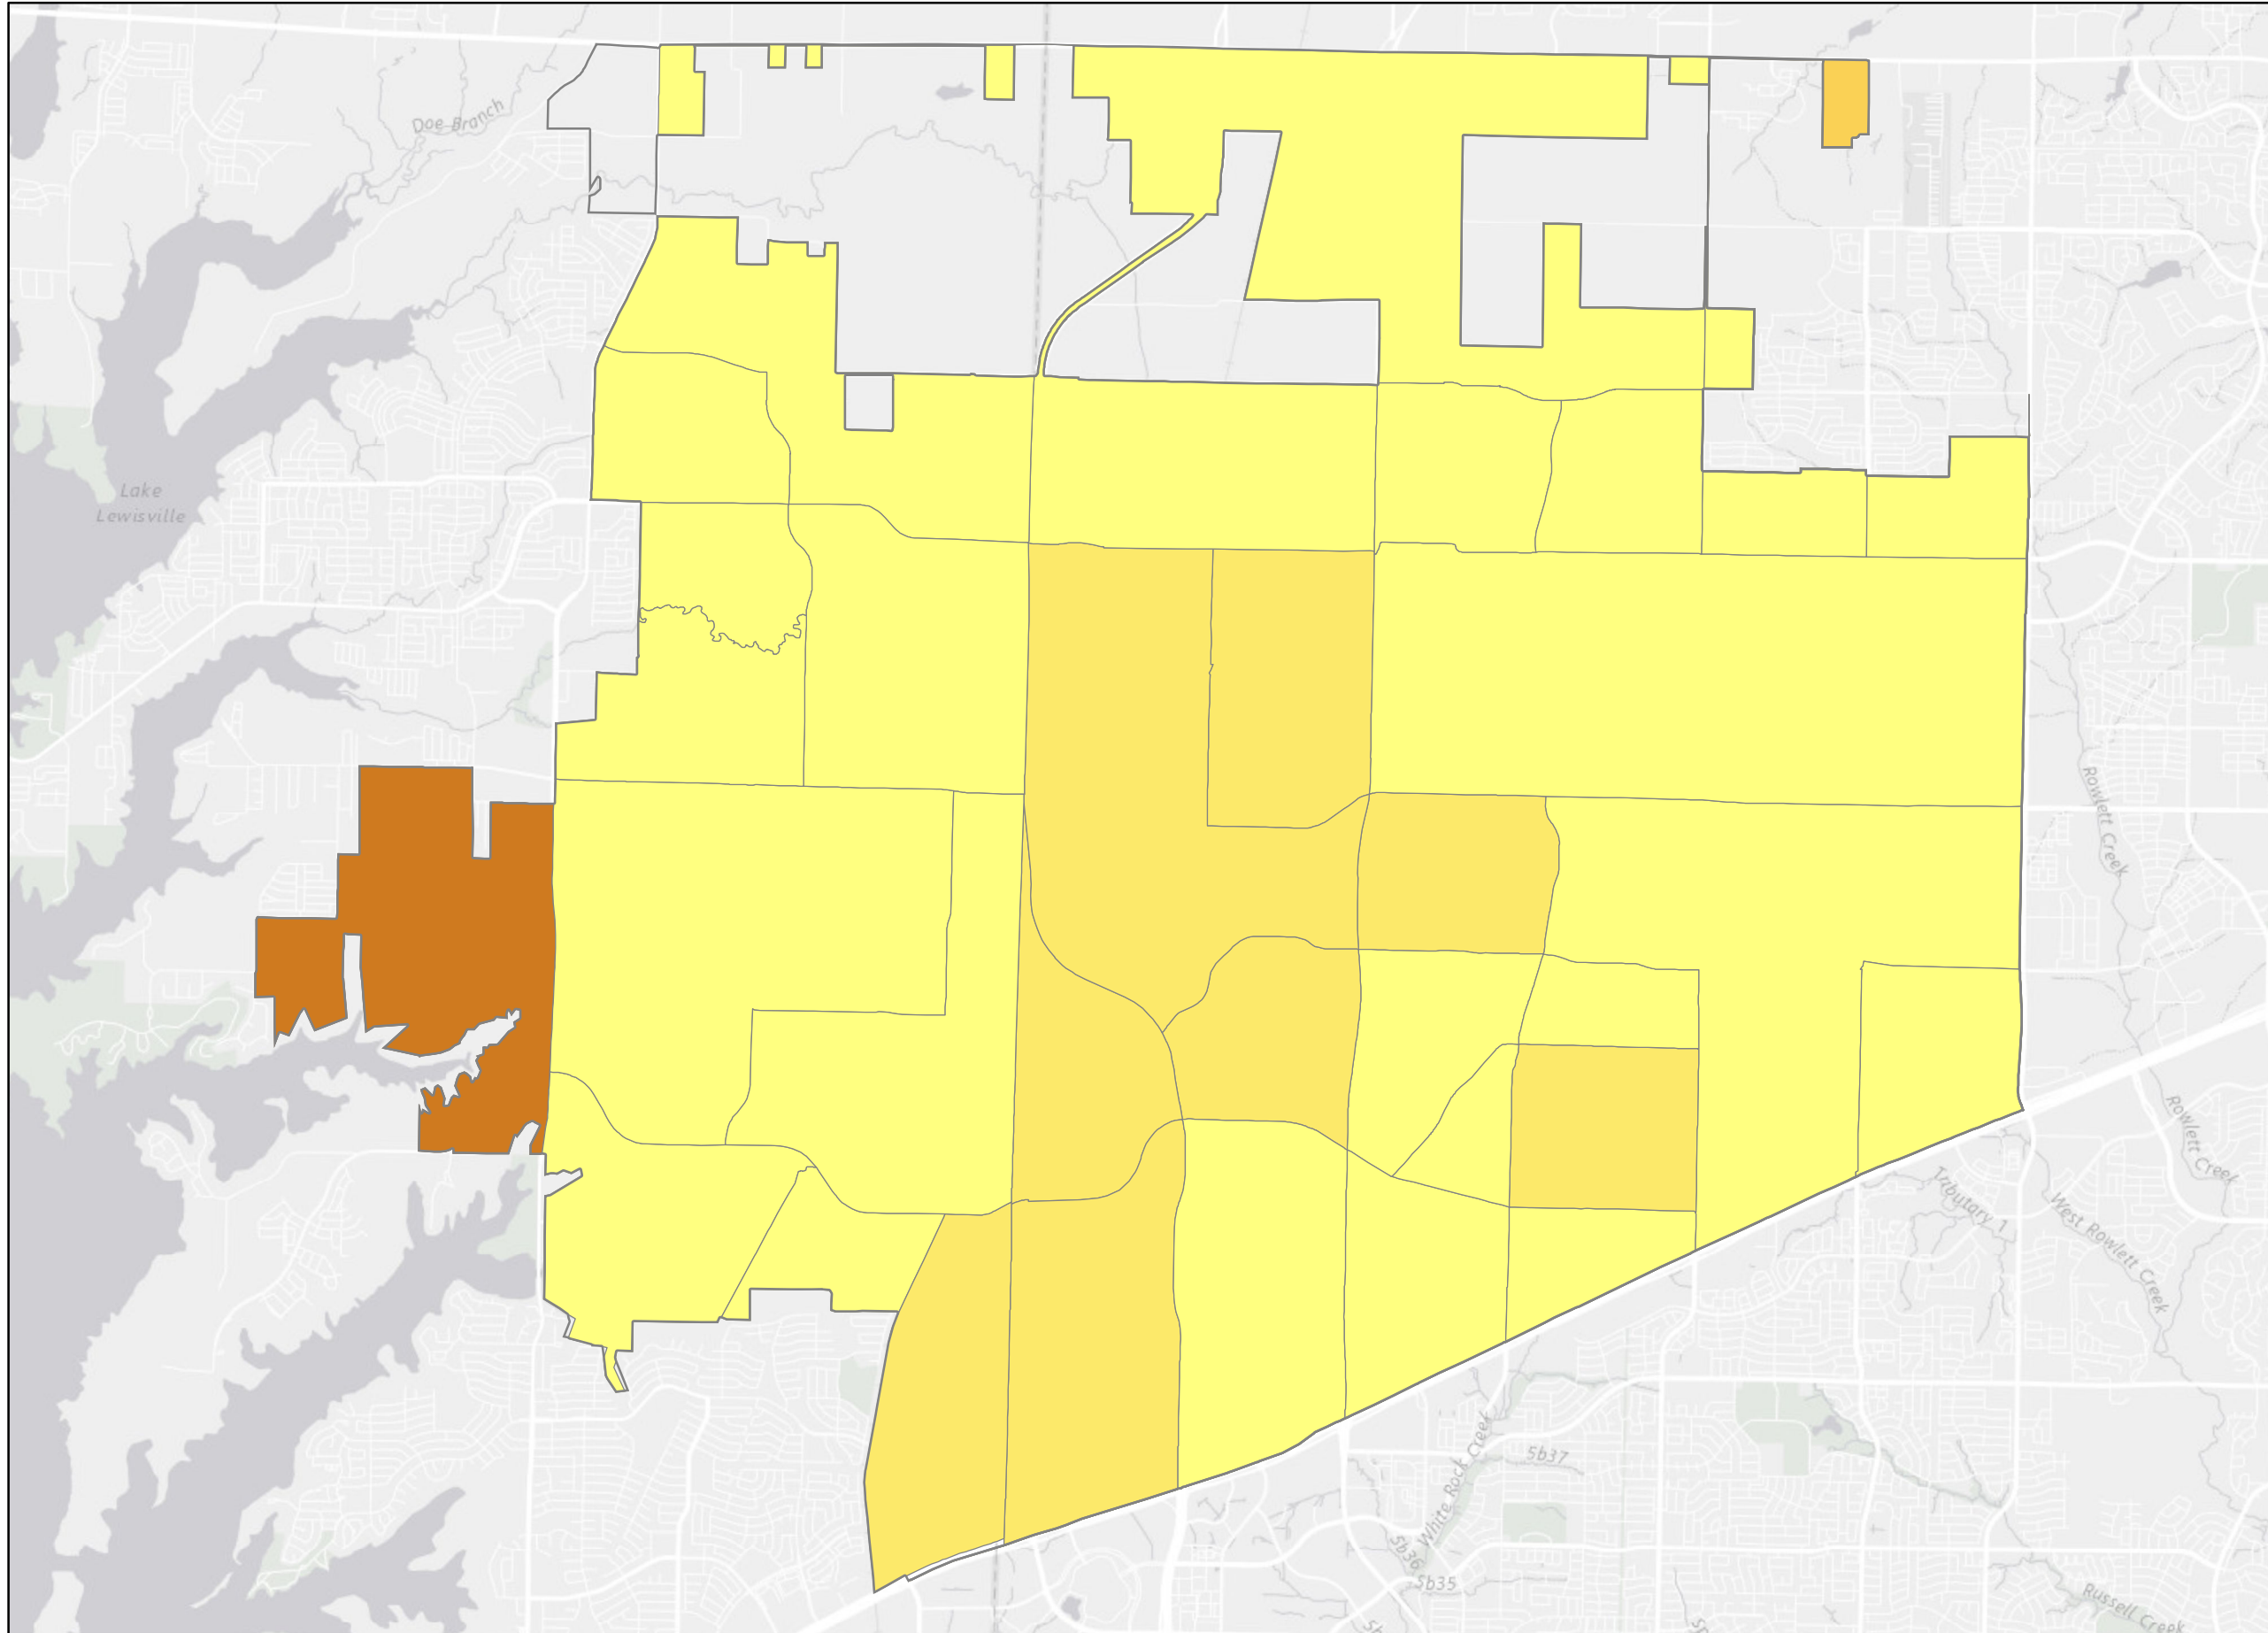 Doe Branch
Lake
Lewisville
Rowlett Creek
Rowlett Creek
Tributary 1
West Rowlett Creek
White Rock Creek
5b37
5b36
5b35
Russell Creek